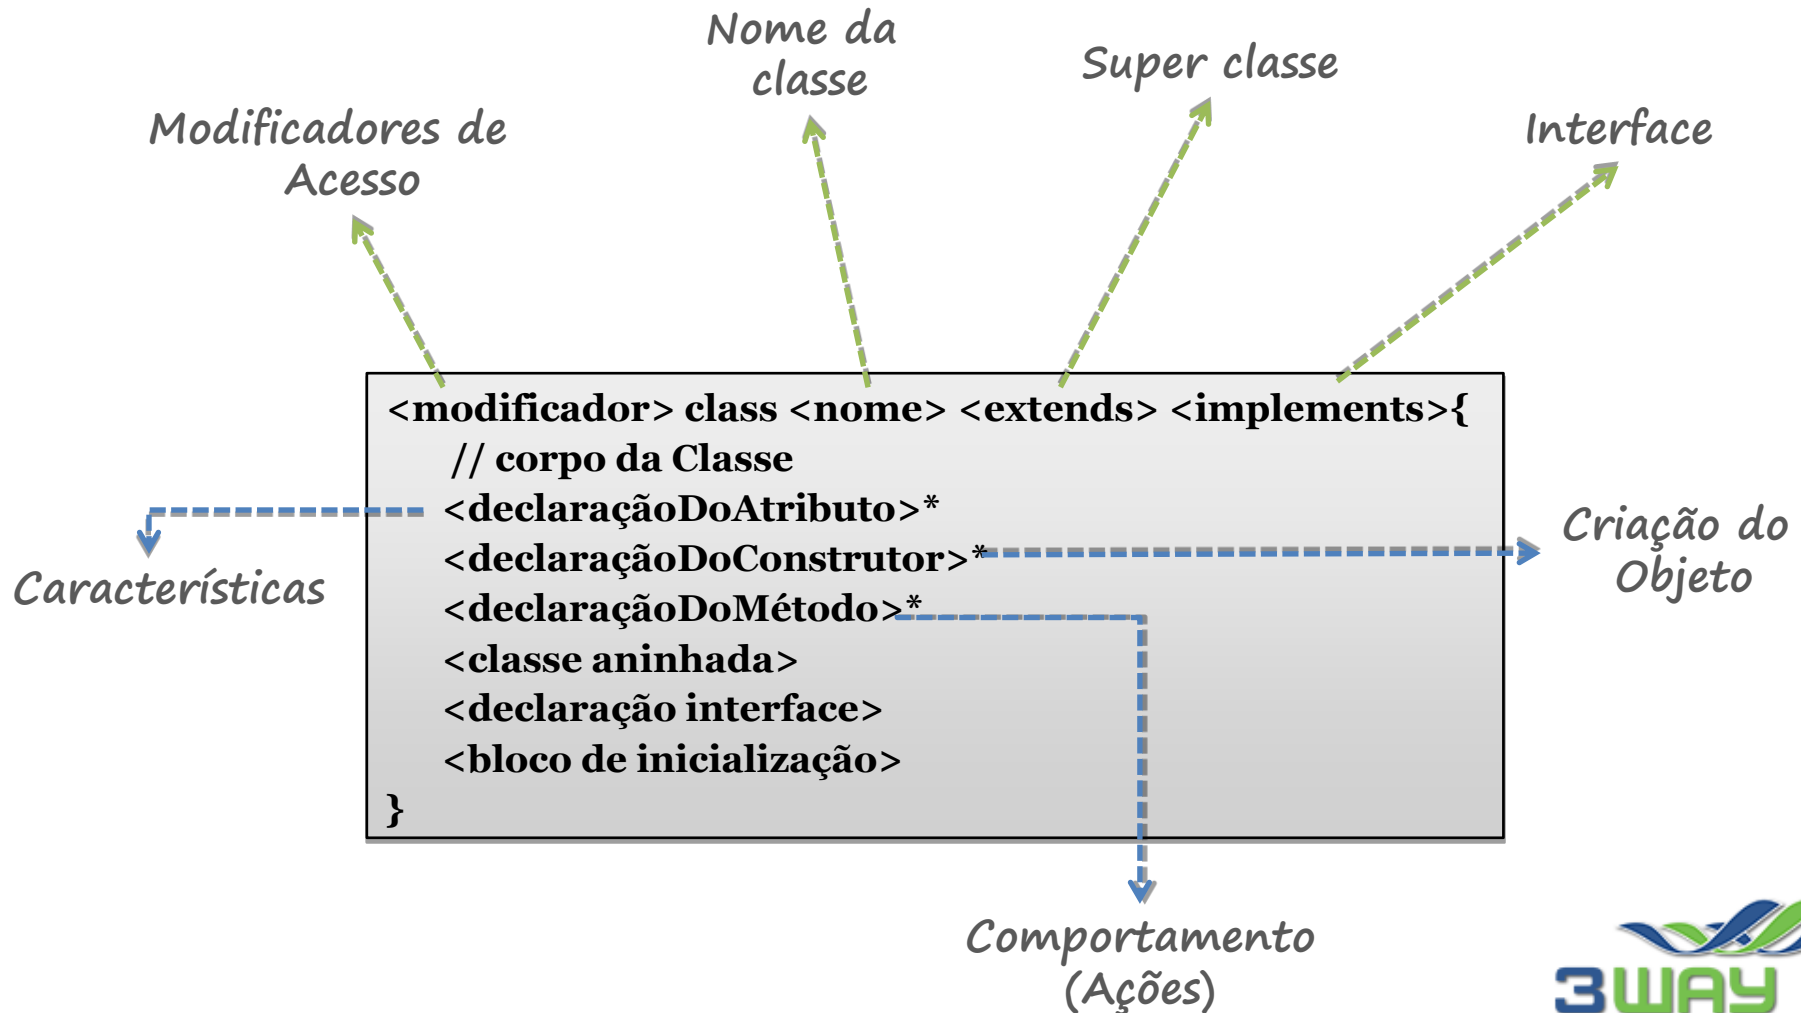 Nome da
classe
Super classe
Modificadores de
Acesso
Interface
<modificador> class <nome> <extends> <implements>{
// corpo da Classe
<declaraçãoDoAtributo>*
<declaraçãoDoConstrutor>*
<declaraçãoDoMétodo>*
<classe aninhada>
<declaração interface>
<bloco de inicialização>
}
Características
Criação do
Objeto
Comportamento
(Ações)
3WAY